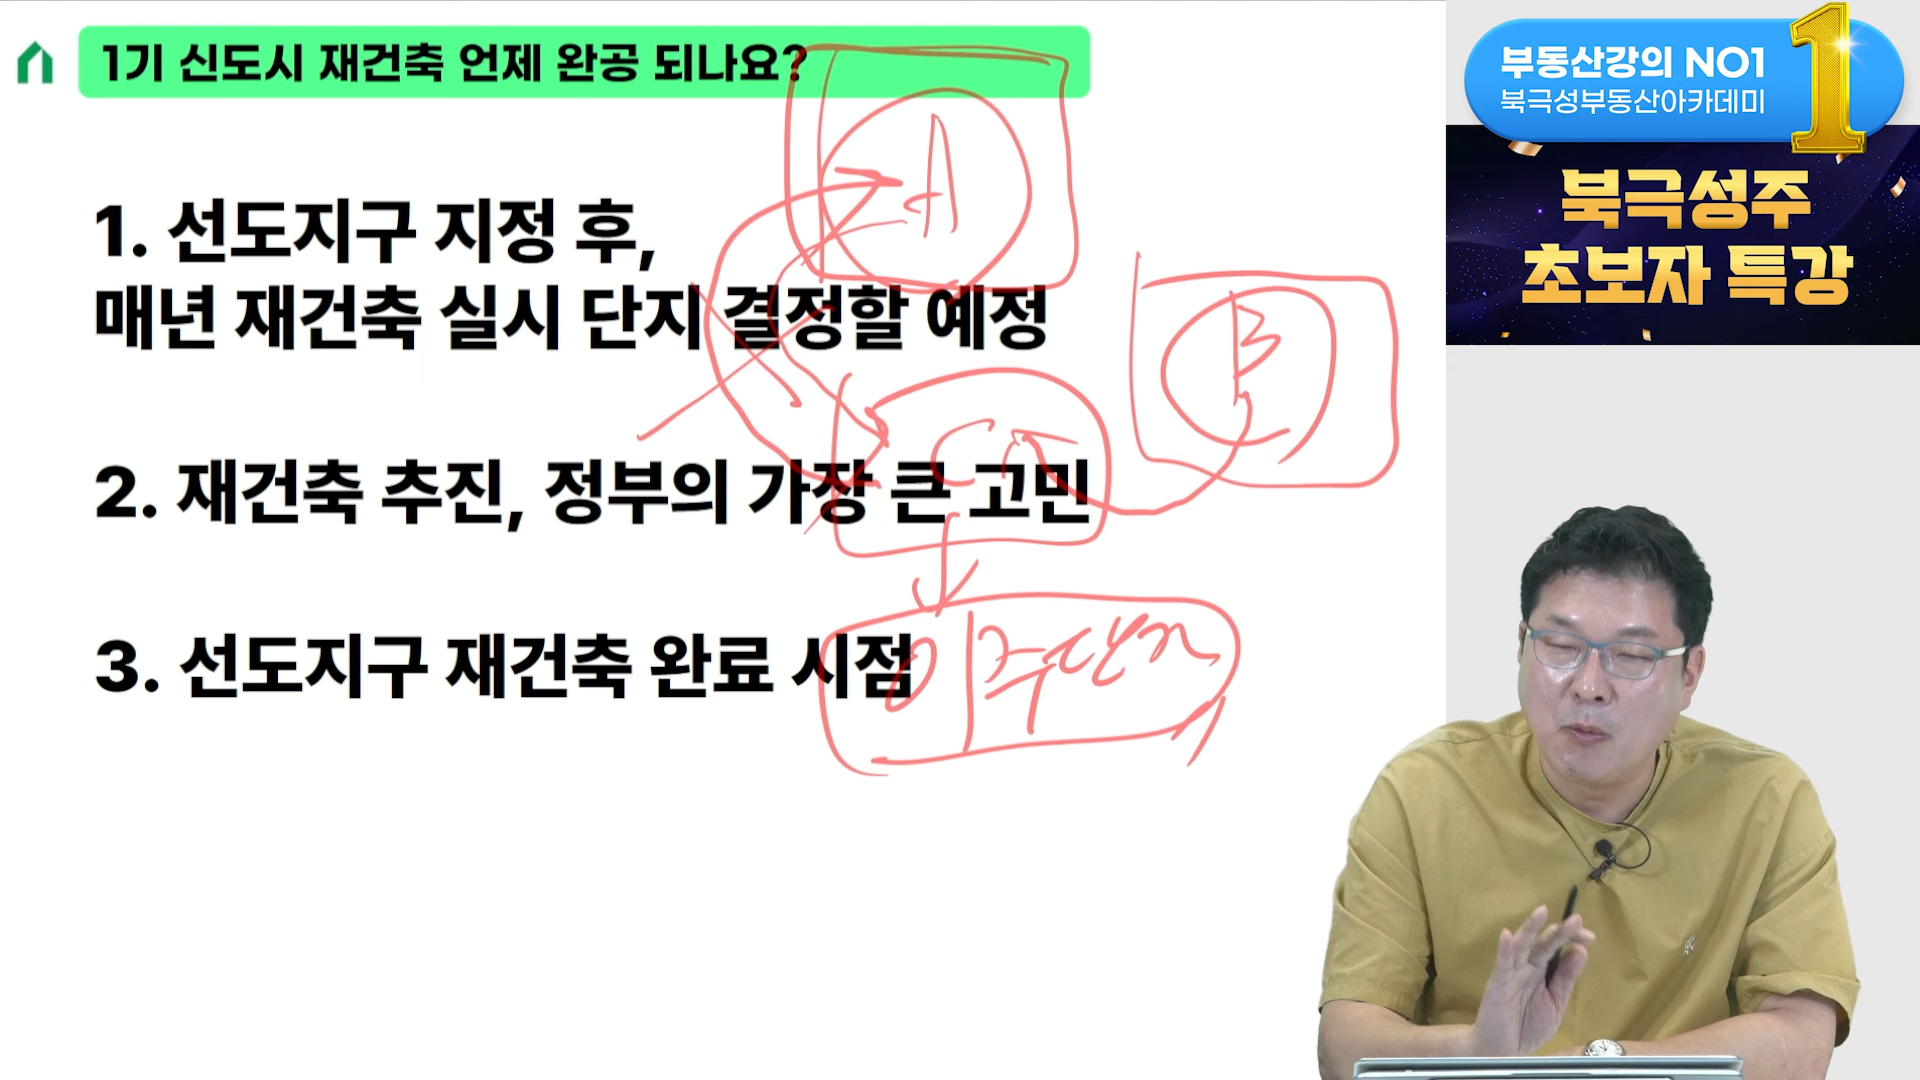 1기 신도시 재건축 언제 완공 되나요?
1. 선도지구 지정 후,
매년 재건축 실시 단지 결정할 예정
2. 재건축 추진, 정부의 가장 큰 고민
3. 선도지구 재건축 완료 시점
A
B
C
이주단지
부동산강의 NO1
북극성부동산아카데미
1
북극성주
초보자 특강